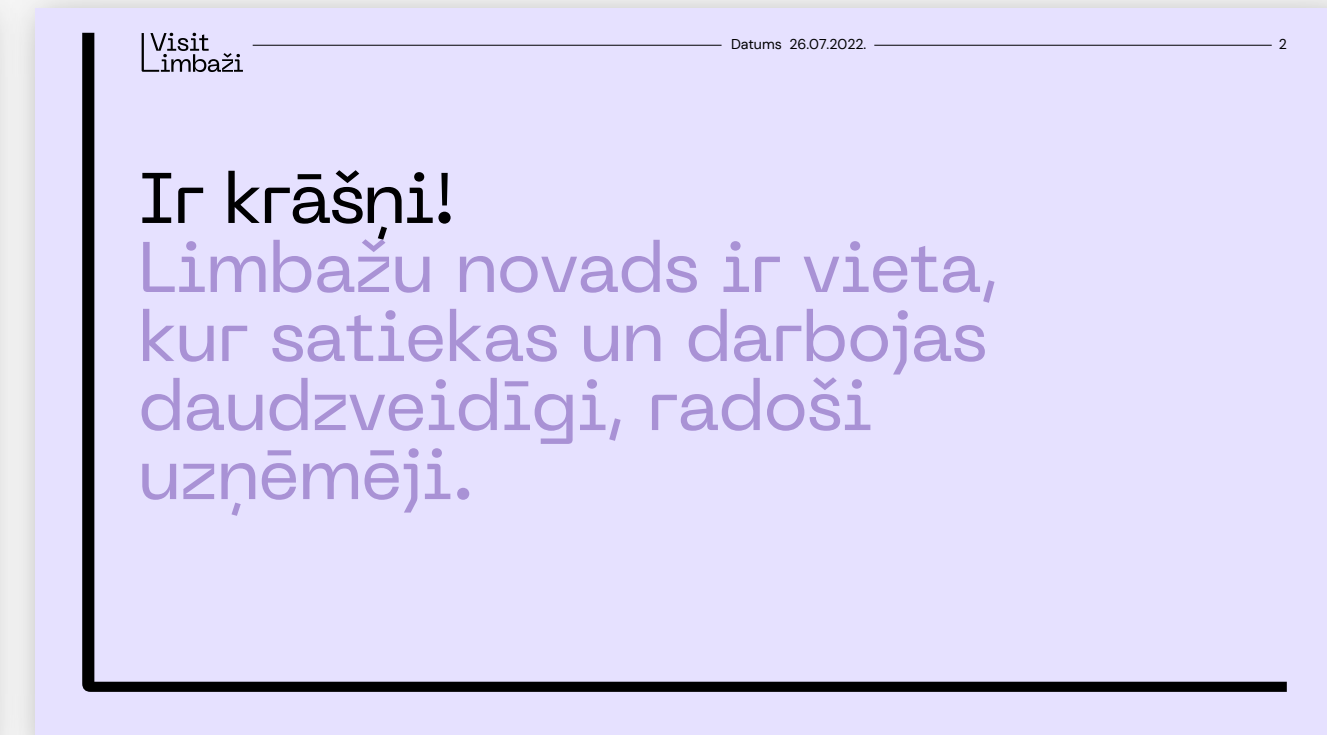 Visit
Limbaži
Datums 26.07.2022.
2
Ir krāšņi!
Limbažu novads ir vieta,
kur satiekas un darbojas
daudzveidīgi, radoši
uzņēmēji.